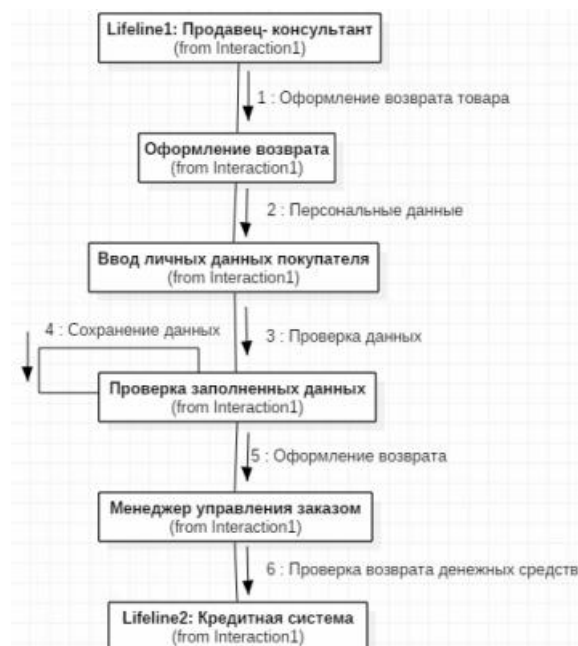 Lifeline1: Продавец- консультант
(from Interaction1)
1 : Оформление возврата товара
Оформление возврата
(from Interaction1)
2 : Персональные данные
Ввод личных данных покупателя
(from Interaction1)
4 : Сохранение данных
3 : Проверка данных
Проверка заполненных данных
(from Interaction1)
5 : Оформление возврата
Менеджер управления заказом
(from Interaction1)
6 : Проверка возврата денежных средств
Lifeline2: Кредитная система
(from Interaction1)